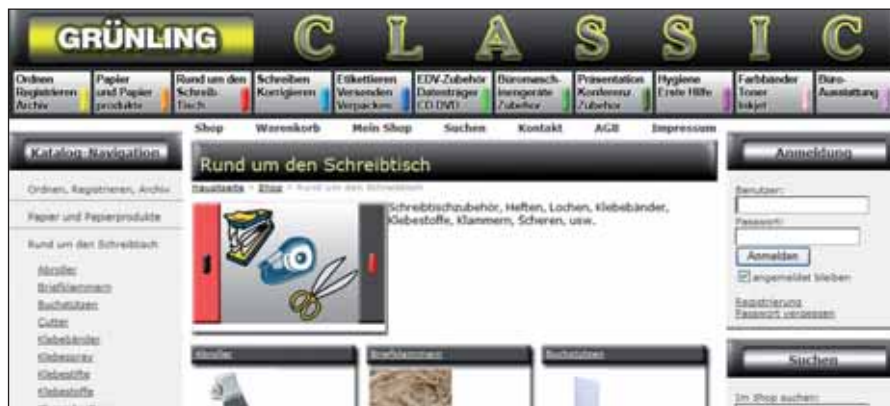 GRÜNLING CLASSIC
Ordnen Registrieren Archiv
Papier und Papier produkte
Rund um den Schreib- Tisch
Schreiben Korrigieren
Etikettieren Versenden Verpacken
EDV-Zubehör Datenträger CD DVD
Büromasch- inengeräte Zubehör
Präsentation Konferenz Zubehör
Hygiene Erste Hilfe
Farbbänder Toner Inkjet
Büro- Ausstattung
Shop Warenkorb Mein Shop Suchen Kontakt AGB Impressum
Katalog-Navigation
Ordnen, Registrieren, Archiv
Papier und Papierprodukte
Rund um den Schreibtisch
Abroller
Briefklammern
Buchstützen
Cutter
Klebebänder
Klebespray
Klebestifte
Klebestoffe
Rund um den Schreibtisch
Hauptseite > Shop > Rund um den Schreibtisch
Schreibtischzubehör, Heften, Lochen, Klebebänder,
Klebestoffe, Klammern, Scheren, usw.
Abroller
Briefklammern
Buchstützen
Anmeldung
Benutzer:
Passwort:
Anmelden
angemeldet bleiben
Registrierung
Passwort vergessen
Suchen
Im Shop suchen: